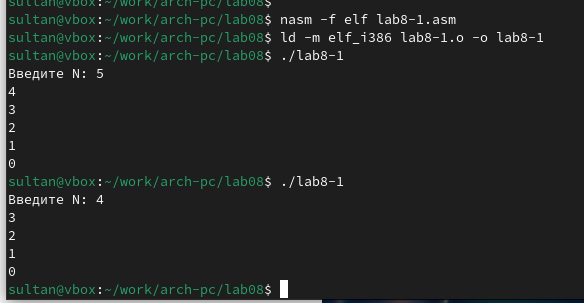 sultan@vbox:~/work/arch-pc/lab08$
sultan@vbox:~/work/arch-pc/lab08$ nasm -f elf lab8-1.asm
sultan@vbox:~/work/arch-pc/lab08$ ld -m elf_i386 lab8-1.o -o lab8-1
sultan@vbox:~/work/arch-pc/lab08$ ./lab8-1
Введите N: 5
4
3
2
1
0
sultan@vbox:~/work/arch-pc/lab08$ ./lab8-1
Введите N: 4
3
2
1
0
sultan@vbox:~/work/arch-pc/lab08$